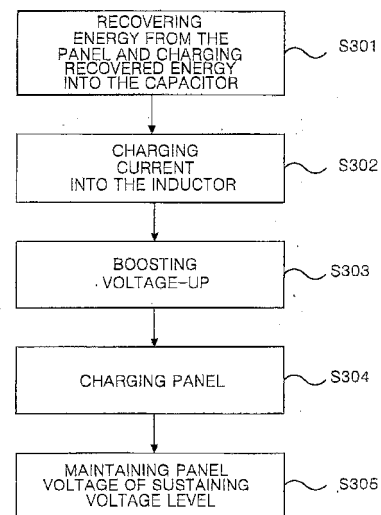 RECOVERING
ENERGY FROM THE
PANEL AND CHARGING
RECOVERED ENERGY
INTO THE CAPACITOR
S301
CHARGING
CURRENT
INTO THE INDUCTOR
S302
BOOSTING
VOLTAGE-UP
S303
CHARGING PANEL
S304
MAINTAINING PANEL
VOLTAGE OF SUSTAINING
VOLTAGE LEVEL
S305